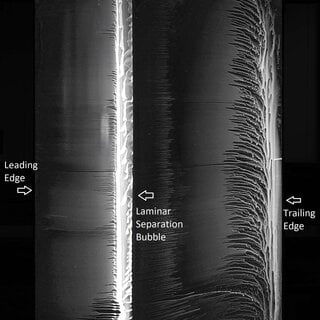 Leading
Edge
Laminar
Separation
Bubble
Trailing
Edge